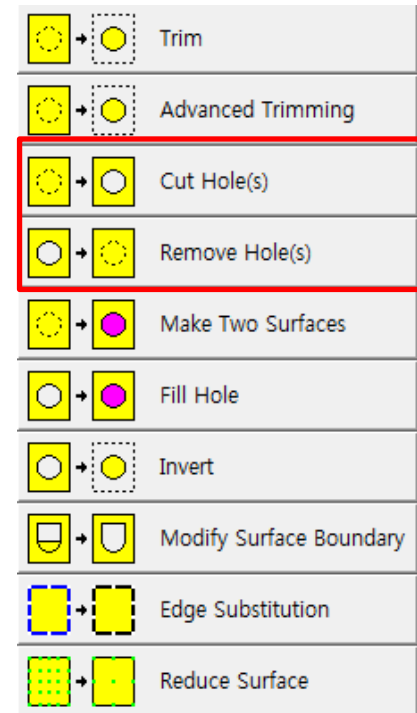 Trim
Advanced Trimming
Cut Hole(s)
Remove Hole(s)
Make Two Surfaces
Fill Hole
Invert
Modify Surface Boundary
Edge Substitution
Reduce Surface